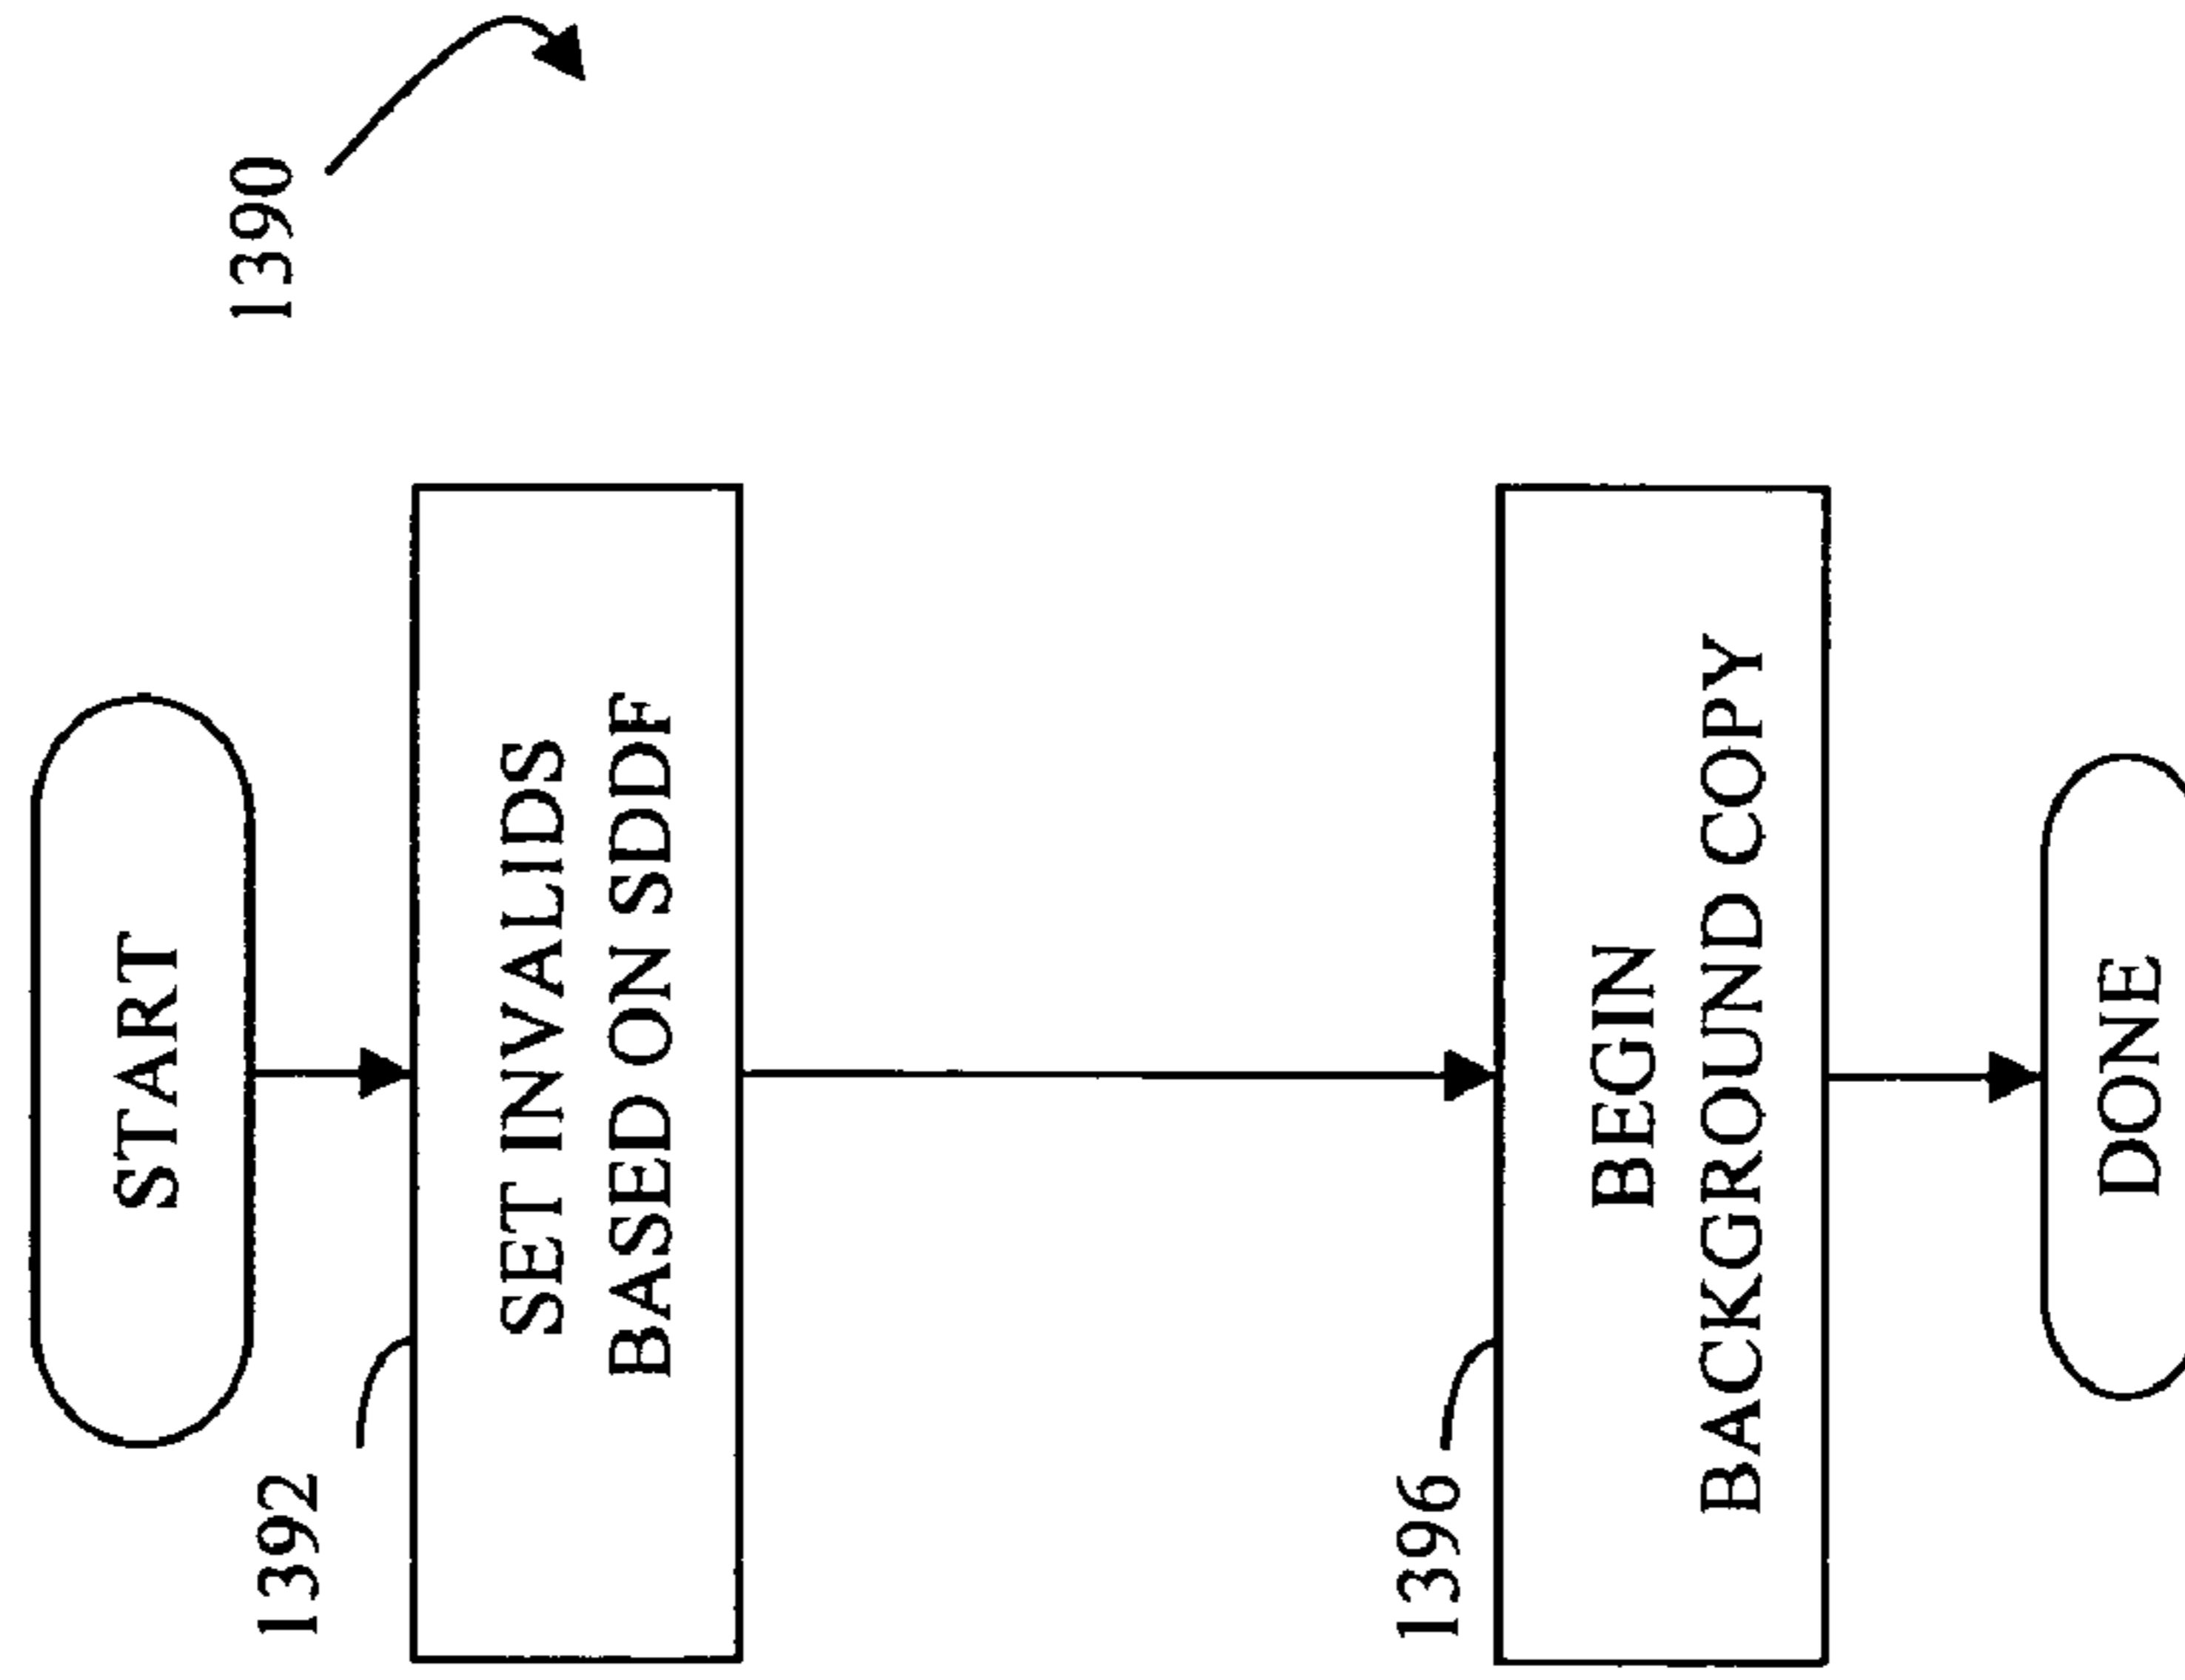 1390
START
1392
SET INVALIDS
BASED ON SDDF
1396
BEGIN
BACKGROUND COPY
DONE